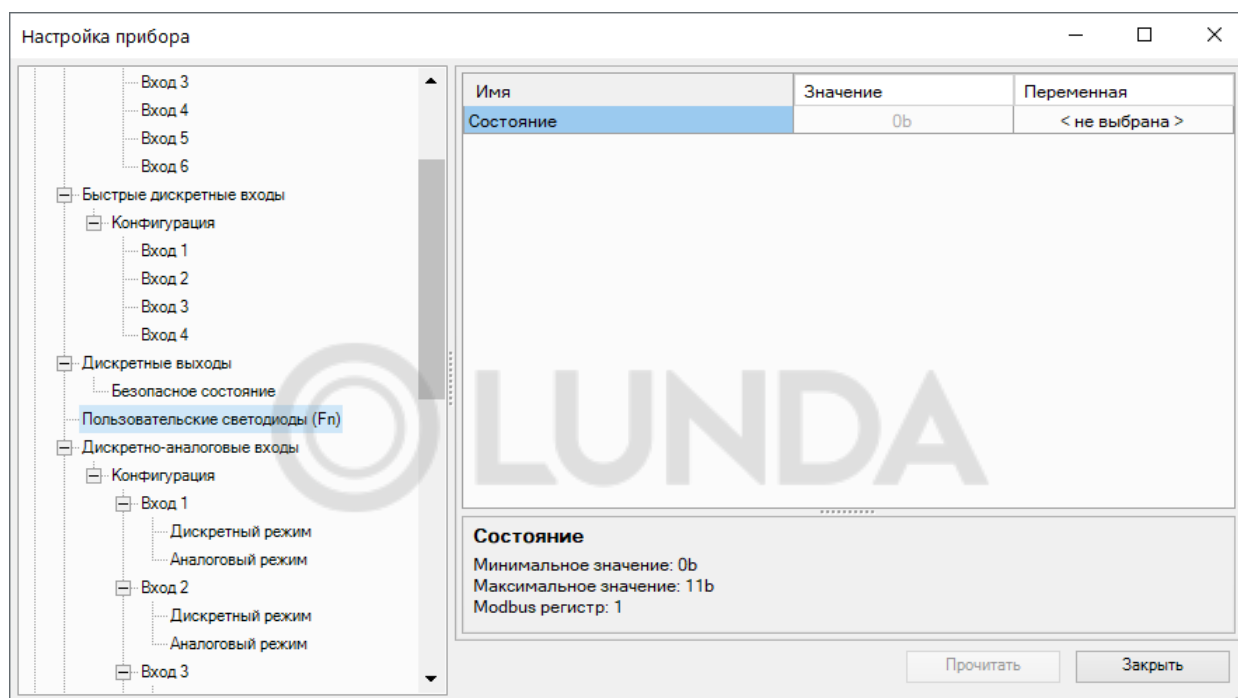 Настройка прибора
Вход 3
Вход 4
Вход 5
Вход 6
Быстрые дискретные входы
Конфигурация
Вход 1
Вход 2
Вход 3
Вход 4
Дискретные выходы
Безопасное состояние
Пользовательские светодиоды (Fn)
Дискретно-аналоговые входы
Конфигурация
Вход 1
Дискретный режим
Аналоговый режим
Вход 2
Дискретный режим
Аналоговый режим
Вход 3
Имя Значение Переменная
Состояние 0b < не выбрана >
LUNDA
Состояние
Минимальное значение: 0b
Максимальное значение: 11b
Modbus регистр: 1
Прочитать Закрыть